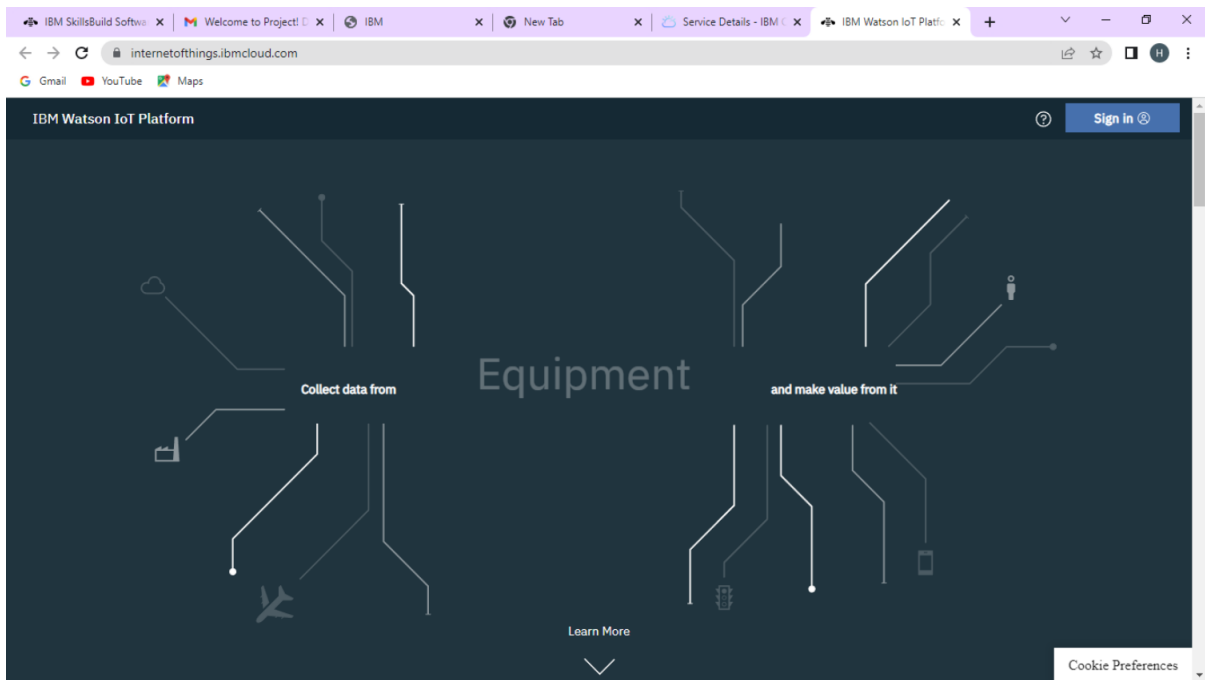 IBM SkillsBuild Softwa
Welcome to Project! D
IBM
New Tab
Service Details - IBM C
IBM Watson IoT Platfo
internetofthings.ibmcloud.com
H
Gmail
YouTube
Maps
IBM Watson IoT Platform
Sign in
Collect data from
Equipment
and make value from it
Learn More
Cookie Preferences